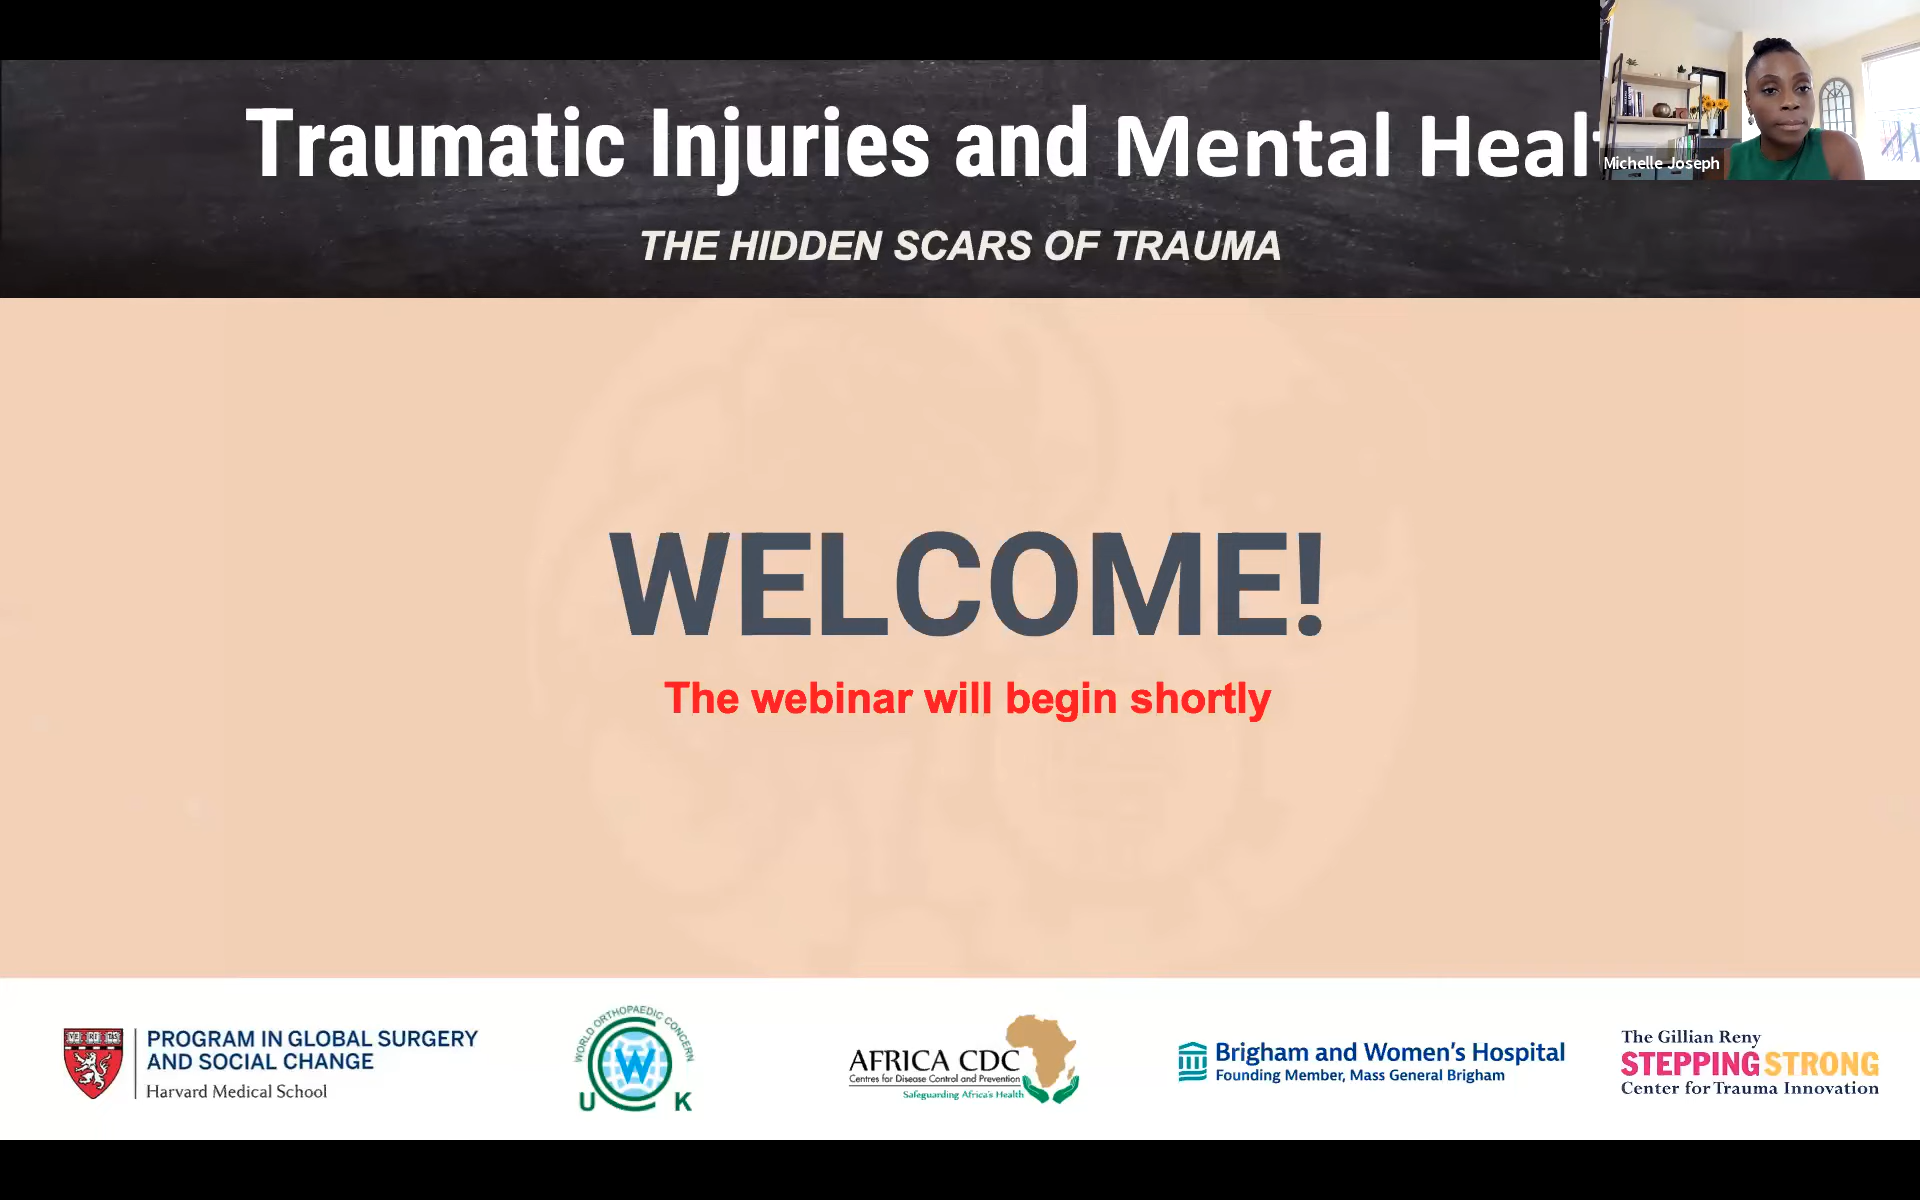 Traumatic Injuries and Mental Healt
Michelle Joseph
THE HIDDEN SCARS OF TRAUMA
WELCOME!
The webinar will begin shortly
VE RI TAS
PROGRAM IN GLOBAL SURGERY
AND SOCIAL CHANGE
Harvard Medical School
WORLD ORTHOPAEDIC CONCERN
W
U K
AFRICA CDC
Centres for Disease Control and Prevention
Safeguarding Africa's Health
Brigham and Women's Hospital
Founding Member, Mass General Brigham
The Gillian Reny
STEPPING STRONG
Center for Trauma Innovation